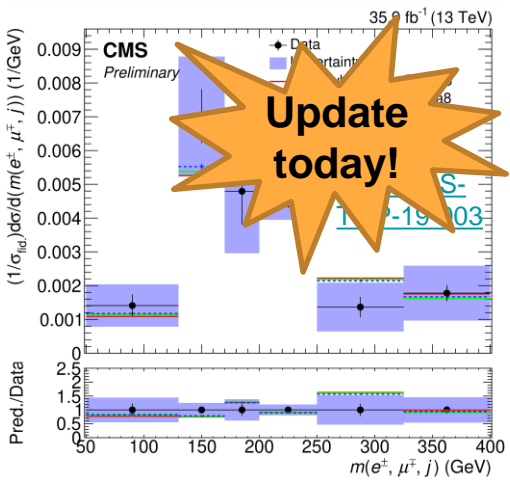 35.9 fb⁻¹ (13 TeV)
CMS
Preliminary
Data
Update
today!
(1/σfid.)dσ/d(m(e±, μ∓, j)) (1/GeV)
0.009
0.008
0.007
0.006
0.005
0.004
0.003
0.002
0.001
0
Pred./Data
2.5
2
1.5
1
0.5
0
50 100 150 200 250 300 350 400
m(e±, μ∓, j) (GeV)